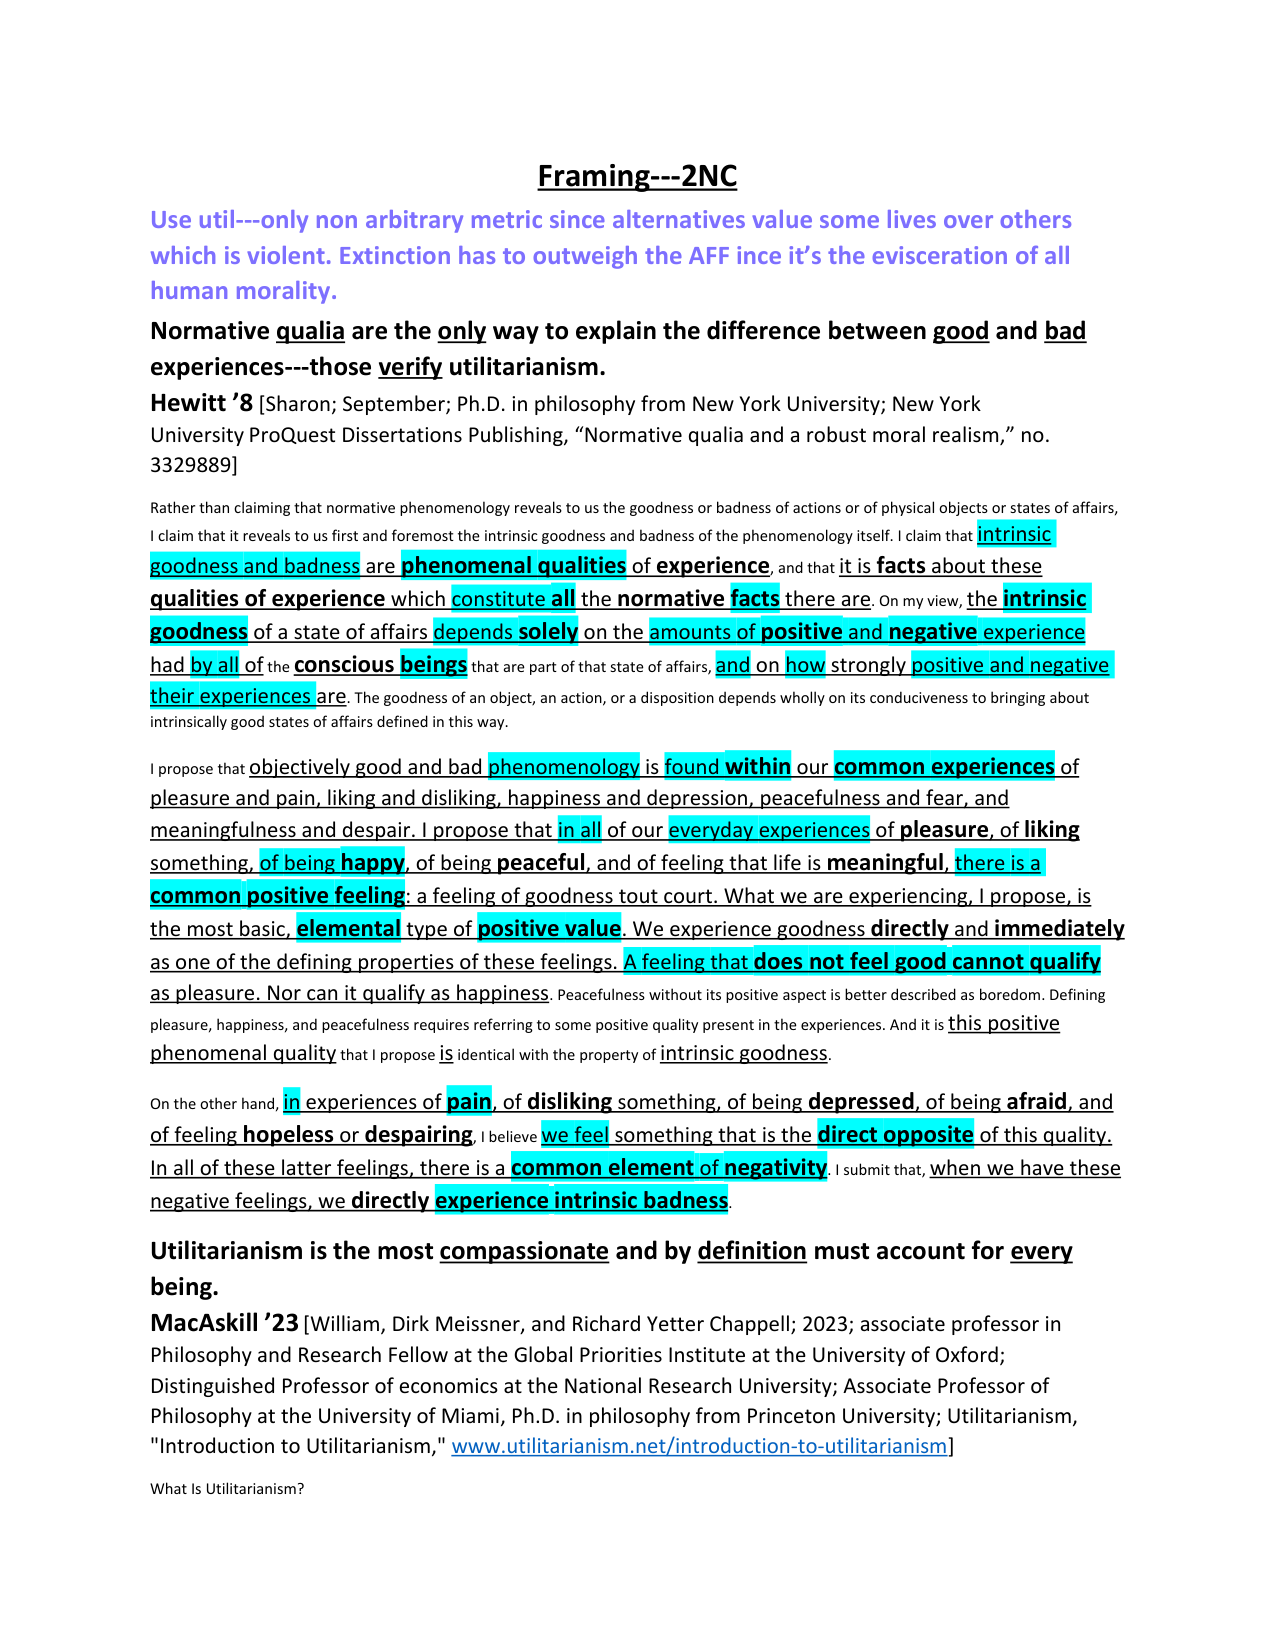 Framing---2NC
Use util---only non arbitrary metric since alternatives value some lives over others
which is violent. Extinction has to outweigh the AFF ince it’s the evisceration of all
human morality.
Normative qualia are the only way to explain the difference between good and bad
experiences---those verify utilitarianism.
Hewitt ’8 [Sharon; September; Ph.D. in philosophy from New York University; New York
University ProQuest Dissertations Publishing, “Normative qualia and a robust moral realism,” no.
3329889]
Rather than claiming that normative phenomenology reveals to us the goodness or badness of actions or of physical objects or states of affairs,
I claim that it reveals to us first and foremost the intrinsic goodness and badness of the phenomenology itself. I claim that intrinsic
goodness and badness are phenomenal qualities of experience, and that it is facts about these
qualities of experience which constitute all the normative facts there are. On my view, the intrinsic
goodness of a state of affairs depends solely on the amounts of positive and negative experience
had by all of the conscious beings that are part of that state of affairs, and on how strongly positive and negative
their experiences are. The goodness of an object, an action, or a disposition depends wholly on its conduciveness to bringing about
intrinsically good states of affairs defined in this way.
I propose that objectively good and bad phenomenology is found within our common experiences of
pleasure and pain, liking and disliking, happiness and depression, peacefulness and fear, and
meaningfulness and despair. I propose that in all of our everyday experiences of pleasure, of liking
something, of being happy, of being peaceful, and of feeling that life is meaningful, there is a
common positive feeling: a feeling of goodness tout court. What we are experiencing, I propose, is
the most basic, elemental type of positive value. We experience goodness directly and immediately
as one of the defining properties of these feelings. A feeling that does not feel good cannot qualify
as pleasure. Nor can it qualify as happiness. Peacefulness without its positive aspect is better described as boredom. Defining
pleasure, happiness, and peacefulness requires referring to some positive quality present in the experiences. And it is this positive
phenomenal quality that I propose is identical with the property of intrinsic goodness.
On the other hand, in experiences of pain, of disliking something, of being depressed, of being afraid, and
of feeling hopeless or despairing, I believe we feel something that is the direct opposite of this quality.
In all of these latter feelings, there is a common element of negativity. I submit that, when we have these
negative feelings, we directly experience intrinsic badness.
Utilitarianism is the most compassionate and by definition must account for every
being.
MacAskill ’23 [William, Dirk Meissner, and Richard Yetter Chappell; 2023; associate professor in
Philosophy and Research Fellow at the Global Priorities Institute at the University of Oxford;
Distinguished Professor of economics at the National Research University; Associate Professor of
Philosophy at the University of Miami, Ph.D. in philosophy from Princeton University; Utilitarianism,
"Introduction to Utilitarianism," www.utilitarianism.net/introduction-to-utilitarianism]
What Is Utilitarianism?